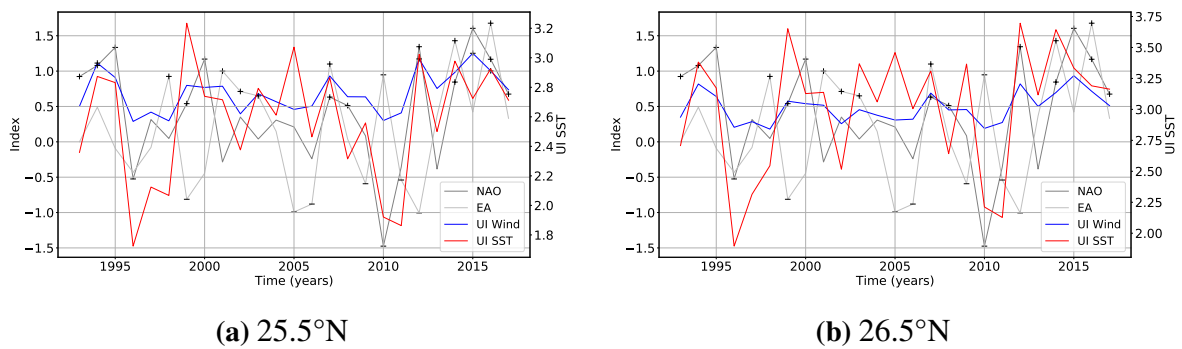 1.5
1.0
0.5
0.0
−0.5
−1.0
−1.5
Index
3.2
3.0
2.8
2.6
2.4
2.2
2.0
1.8
UI SST
NAO
EA
UI Wind
UI SST
1995 2000 2005 2010 2015
Time (years)
(a) 25.5°N
1.5
1.0
0.5
0.0
−0.5
−1.0
−1.5
Index
3.75
3.50
3.25
3.00
2.75
2.50
2.25
2.00
UI SST
NAO
EA
UI Wind
UI SST
1995 2000 2005 2010 2015
Time (years)
(b) 26.5°N